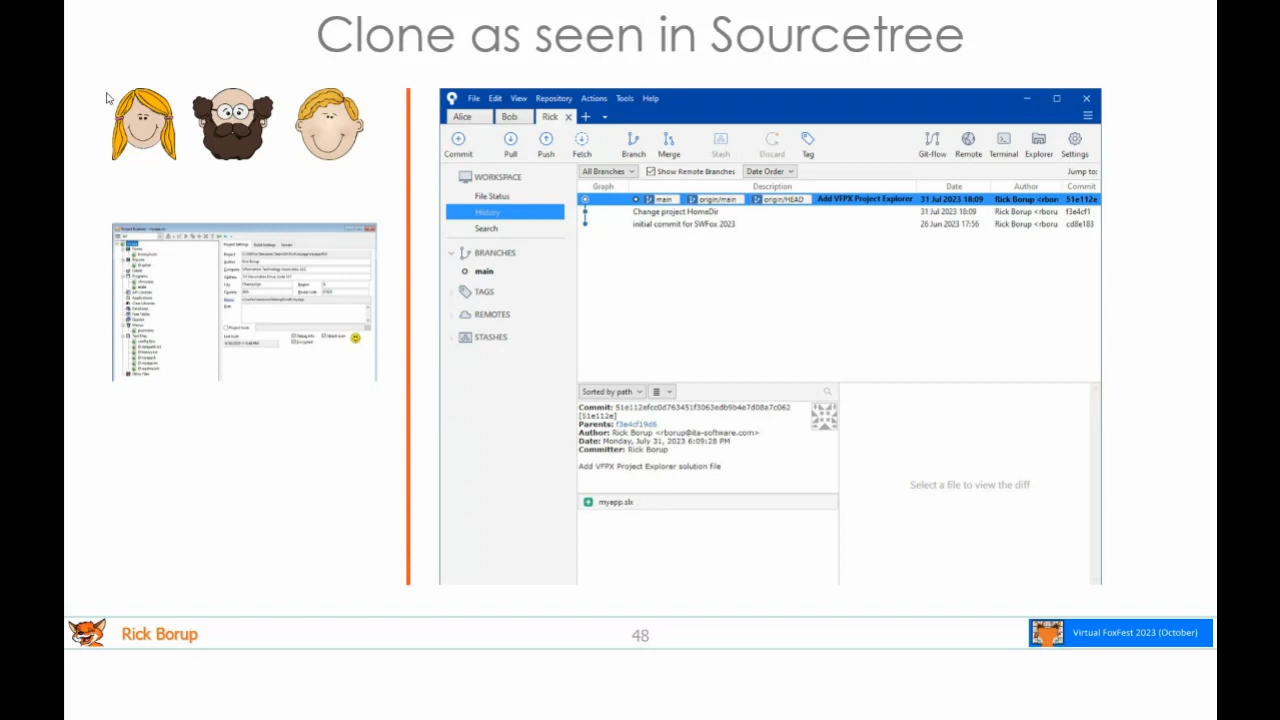 Clone as seen in Sourcetree
File Edit View Repository Actions Tools Help
Alice Bob Rick
Commit Pull Push Fetch Branch Merge Stash Discard Tag Git-flow Remote Terminal Explorer Settings
All Branches Show Remote Branches Date Order Jump to:
Graph Description Date Author Commit
main origin/main origin/HEAD Add VFPX Project Explorer 31 Jul 2023 18:09 Rick Borup <rbon 51e112e
Change project HomeDir 31 Jul 2023 18:09 Rick Borup <rboru f3e4cf1
initial commit for SWFox 2023 26 Jun 2023 17:56 Rick Borup <rboru cd8e183
WORKSPACE
File Status
History
Search
BRANCHES
main
TAGS
REMOTES
STASHES
Sorted by path
Commit: 51e112efcc0d763451f3063edb9b4e7d08a7c062
[51e112e]
Parents: f3e4cf19d6
Author: Rick Borup <rborup@ita-software.com>
Date: Monday, July 31, 2023 6:09:28 PM
Committer: Rick Borup
Add VFPX Project Explorer solution file
myapp.slx
Select a file to view the diff
Rick Borup
48
Virtual FoxFest 2023 (October)